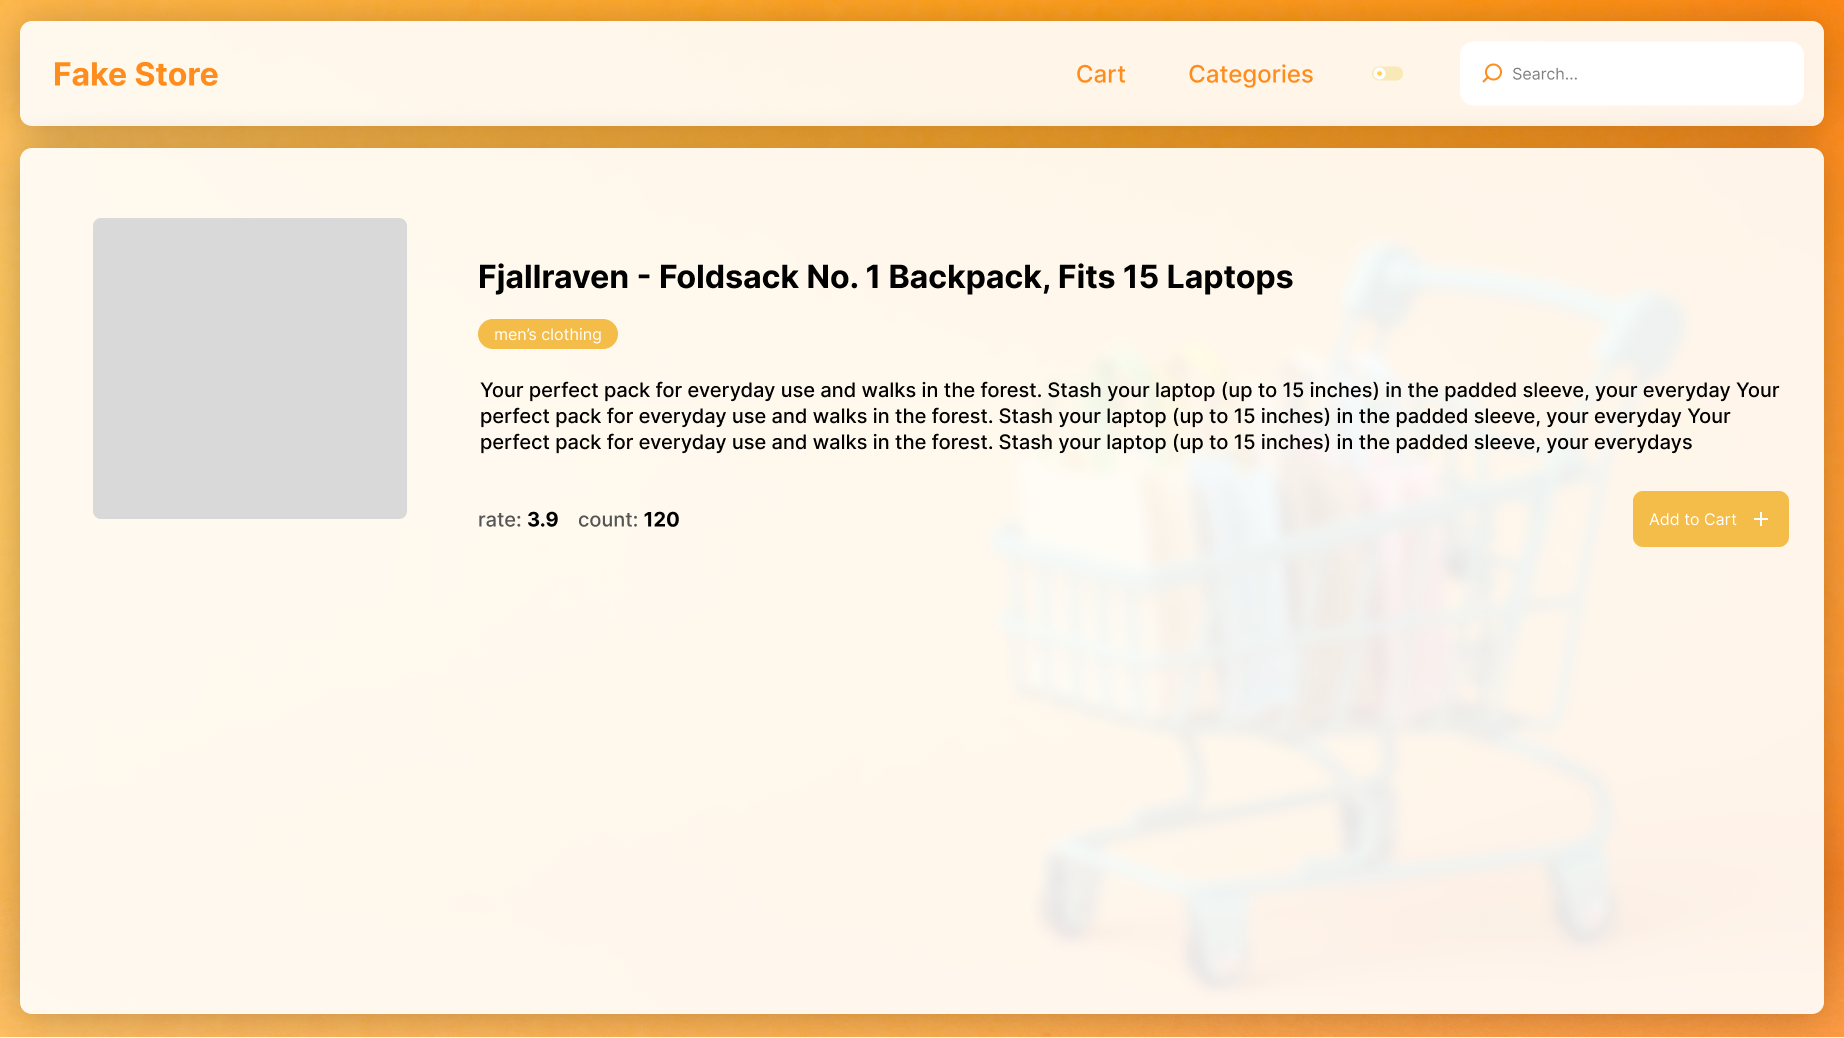 Fake Store
Cart
Categories
Search...
Fjallraven - Foldsack No. 1 Backpack, Fits 15 Laptops
men's clothing
Your perfect pack for everyday use and walks in the forest. Stash your laptop (up to 15 inches) in the padded sleeve, your everyday Your
perfect pack for everyday use and walks in the forest. Stash your laptop (up to 15 inches) in the padded sleeve, your everyday Your
perfect pack for everyday use and walks in the forest. Stash your laptop (up to 15 inches) in the padded sleeve, your everydays
rate: 3.9 count: 120
Add to Cart +